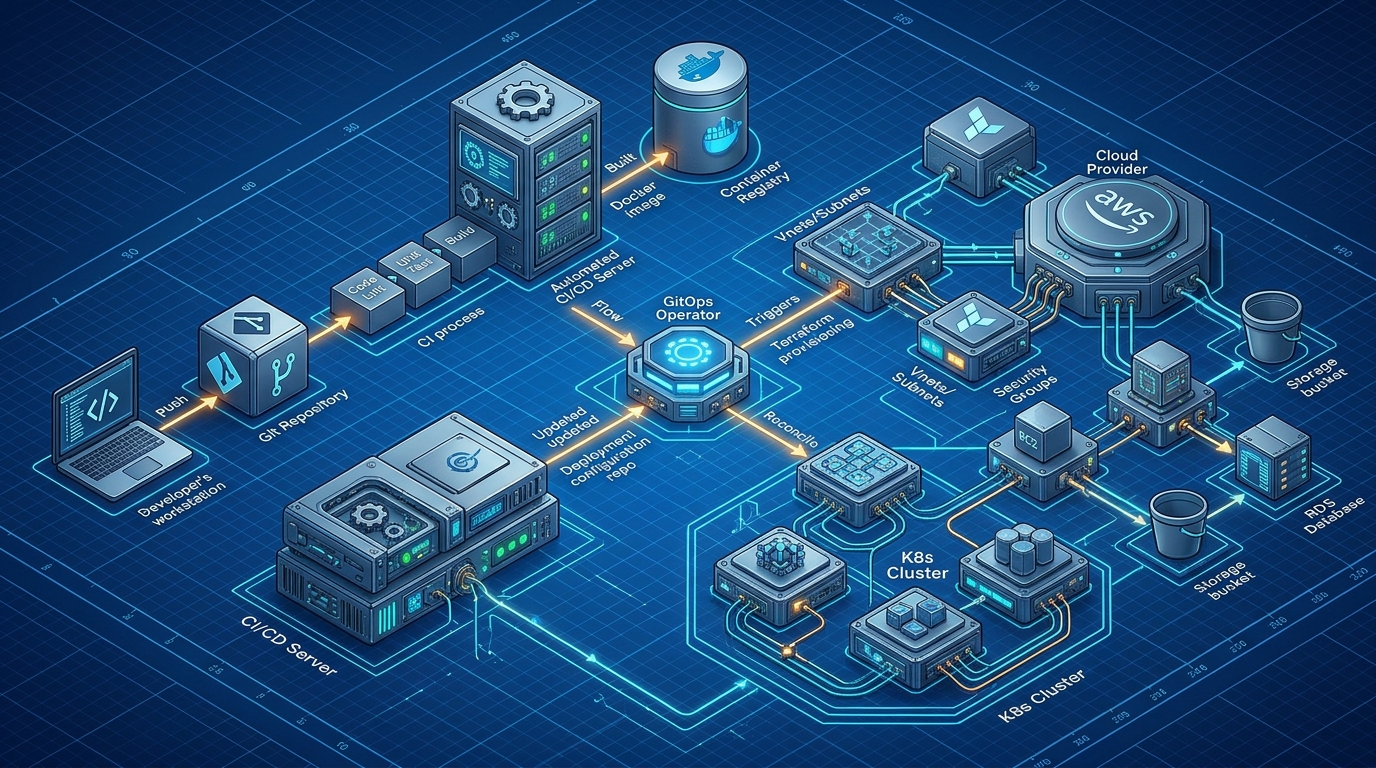 Push
Developer's
workstation
Git Repository
Code
Lint
Unit
Test
Build
CI process
Automated
CI/CD Server
Built
Docker
image
Container
Registry
Flow
GitOps
Operator
Triggers
Terraform
provisioning
Vnete/Subnets
Cloud
Provider
aws
Vnets/
Subnets
Security
Groups
Storage
bucket
EC2
RDS
Database
Storage
bucket
Updated
updated
Deployment
configuration
repo
Reconcile
CI/CD Server
K8s
Cluster
K8s Cluster